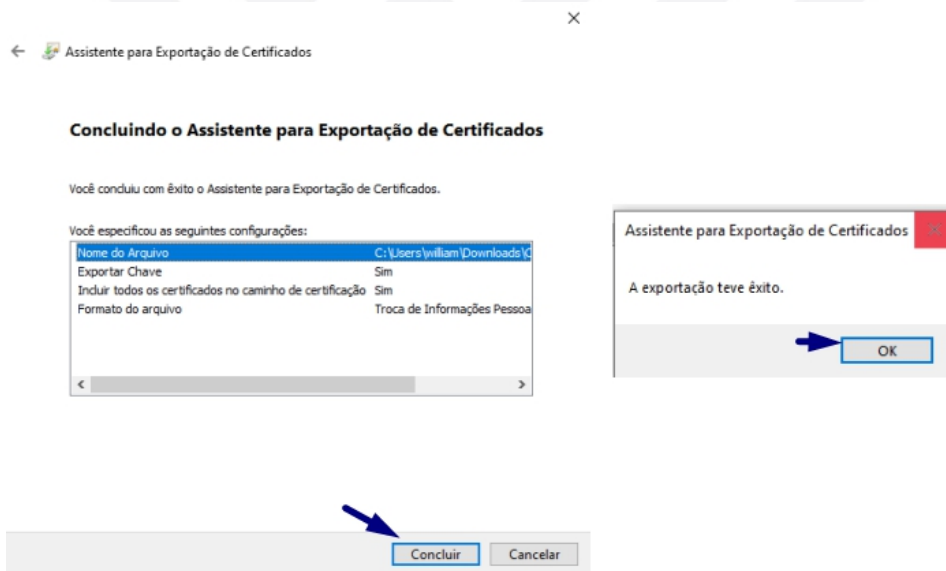 Assistente para Exportação de Certificados
Concluindo o Assistente para Exportação de Certificados
Você concluiu com êxito o Assistente para Exportação de Certificados.
Você especificou as seguintes configurações:
Nome do Arquivo C:\Users\william\Downloads\C
Exportar Chave Sim
Incluir todos os certificados no caminho de certificação Sim
Formato do arquivo Troca de Informações Pessoa
Concluir Cancelar
Assistente para Exportação de Certificados
A exportação teve êxito.
OK